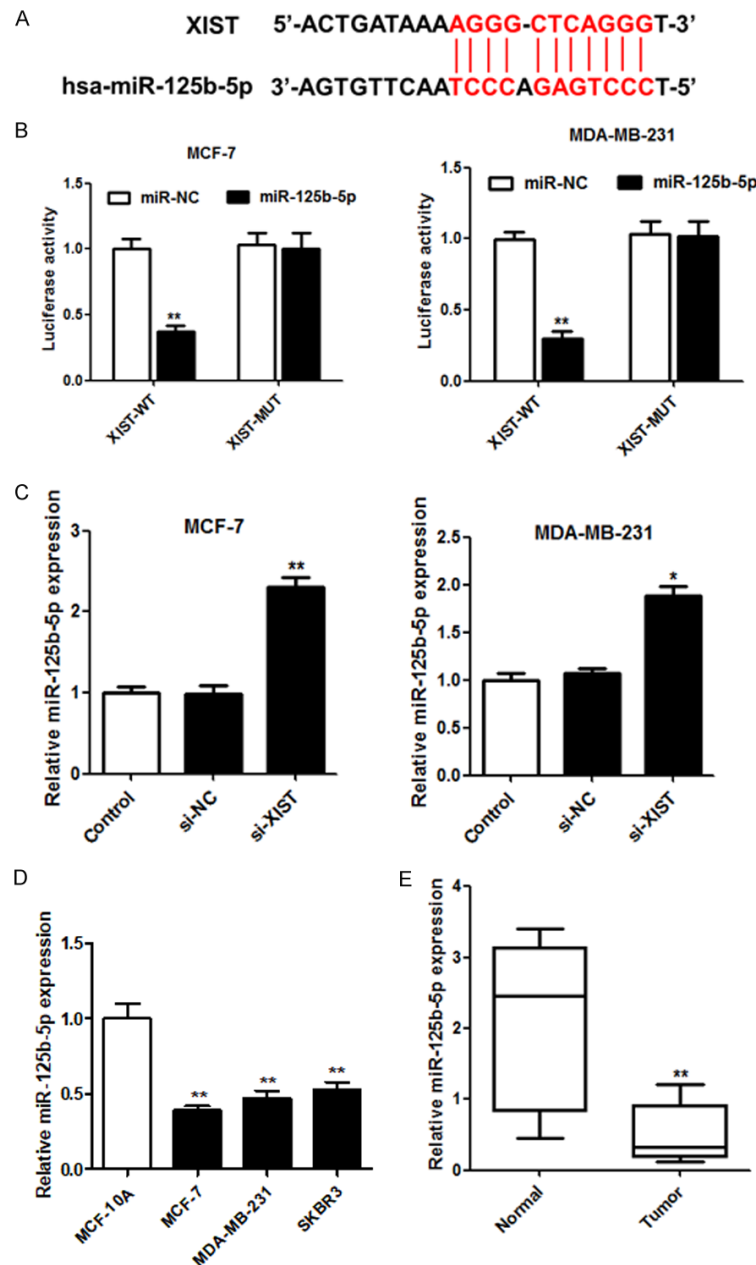 A
XIST 5’-ACTGATAAAAGGG-CTCAGGGT-3’
hsa-miR-125b-5p 3’-AGTGTTCAATCCCAGAGTCCCT-5’
B
MCF-7
miR-NC miR-125b-5p
Luciferase activity
1.5
1.0
0.5
0.0
**
XIST-WT
XIST-MUT
MDA-MB-231
miR-NC miR-125b-5p
Luciferase activity
1.5
1.0
0.5
0.0
**
XIST-WT
XIST-MUT
C
MCF-7
Relative miR-125b-5p expression
3
2
1
0
**
Control
si-NC
si-XIST
MDA-MB-231
Relative miR-125b-5p expression
2.5
2.0
1.5
1.0
0.5
0.0
*
Control
si-NC
si-XIST
D
Relative miR-125b-5p expression
1.5
1.0
0.5
0.0
**
**
**
MCF-10A
MCF-7
MDA-MB-231
SKBR3
E
Relative miR-125b-5p expression
4
3
2
1
0
**
Normal
Tumor